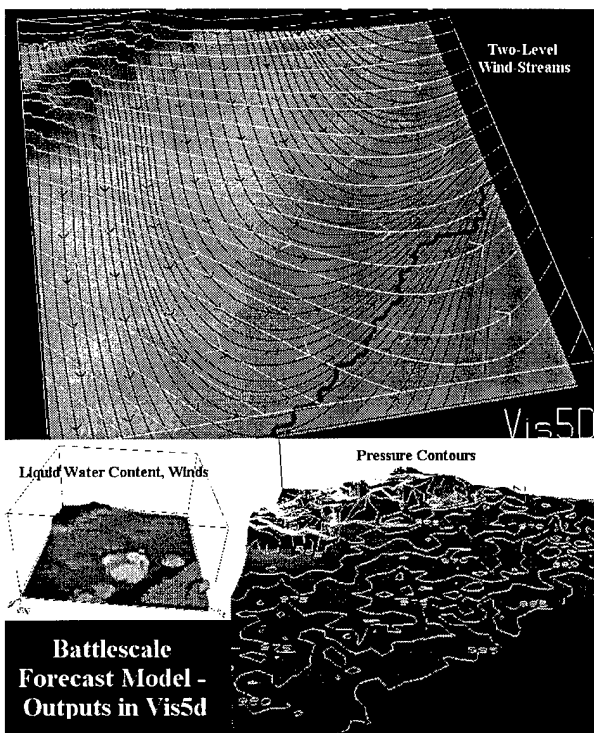 Two-Level
Wind-Streams
Vis5D
Liquid Water Content, Winds
Pressure Contours
Battlescale
Forecast Model -
Outputs in Vis5d